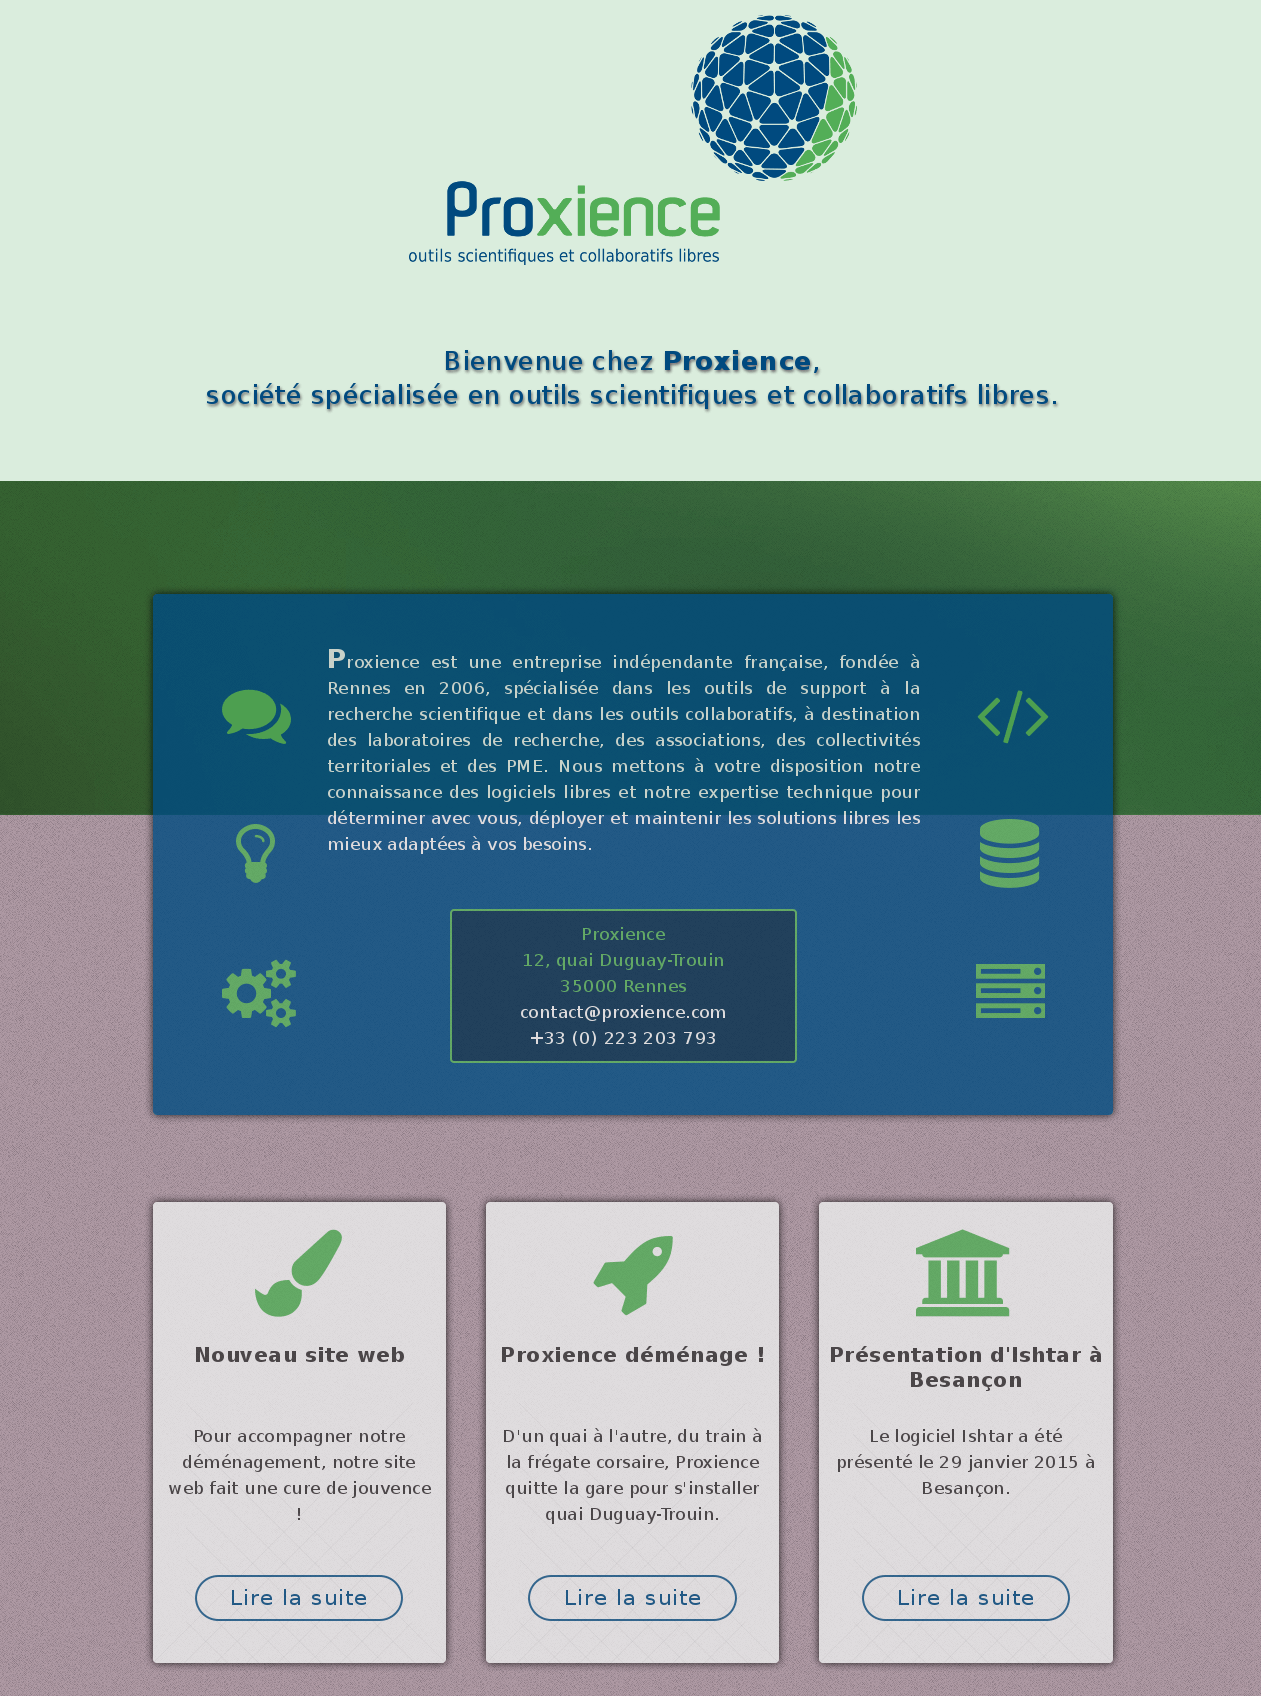 Proxience
outils scientifiques et collaboratifs libres
Bienvenue chez Proxience,
société spécialisée en outils scientifiques et collaboratifs libres.
Proxience est une entreprise indépendante française, fondée à
Rennes en 2006, spécialisée dans les outils de support à la
recherche scientifique et dans les outils collaboratifs, à destination
des laboratoires de recherche, des associations, des collectivités
territoriales et des PME. Nous mettons à votre disposition notre
connaissance des logiciels libres et notre expertise technique pour
déterminer avec vous, déployer et maintenir les solutions libres les
mieux adaptées à vos besoins.
Proxience
12, quai Duguay-Trouin
35000 Rennes
contact@proxience.com
+33 (0) 223 203 793
Nouveau site web
Pour accompagner notre
déménagement, notre site
web fait une cure de jouvence
!
Lire la suite
Proxience déménage !
D'un quai à l'autre, du train à
la frégate corsaire, Proxience
quitte la gare pour s'installer
quai Duguay-Trouin.
Lire la suite
Présentation d'Ishtar à
Besançon
Le logiciel Ishtar a été
présenté le 29 janvier 2015 à
Besançon.
Lire la suite